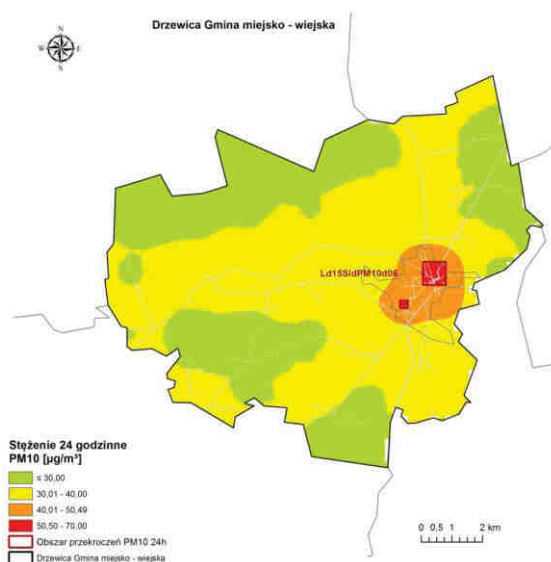 Drzewica Gmina miejsko - wiejska
N
W E
S
Ld15SldPM10d06
Stężenie 24 godzinne
PM10 [µg/m³]
≤ 30,00
30,01 - 40,00
40,01 - 50,49
50,50 - 70,00
Obszar przekroczeń PM10 24h
Drzewica Gmina miejsko - wiejska
0 0,5 1 2 km